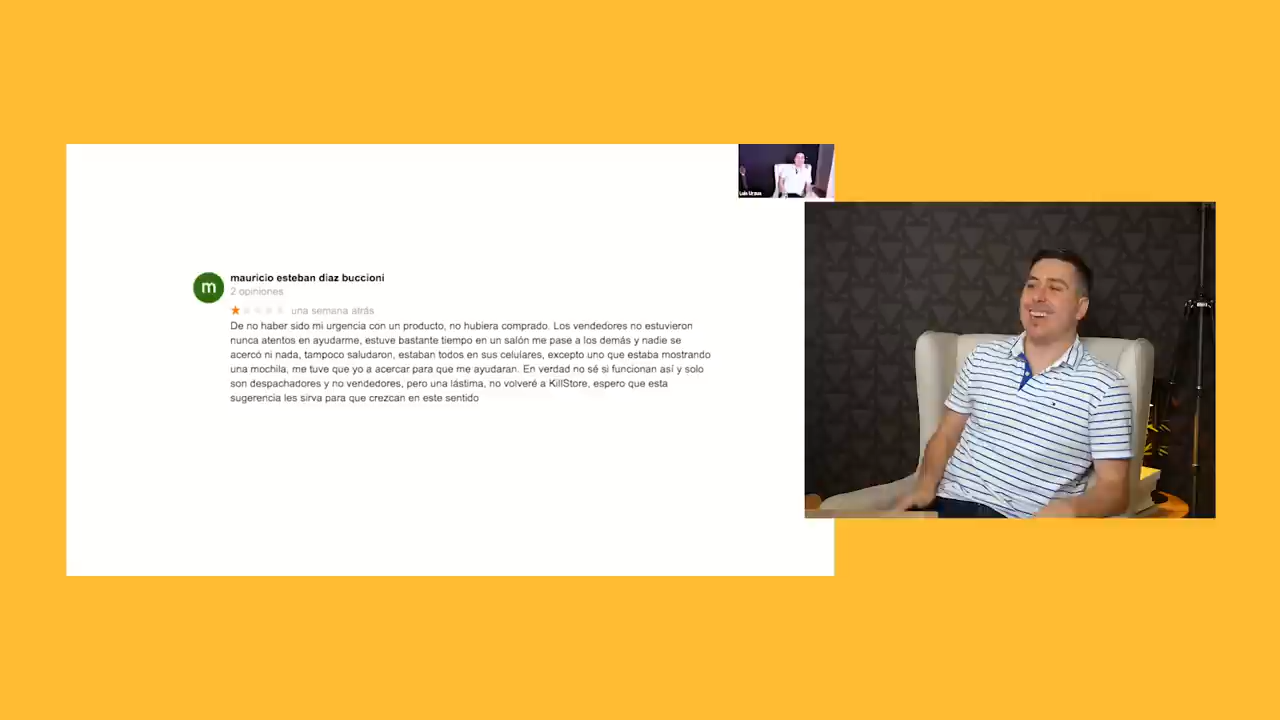 Luis Urzua
m
mauricio esteban diaz buccioni
2 opiniones
una semana atrás
De no haber sido mi urgencia con un producto, no hubiera comprado. Los vendedores no estuvieron
nunca atentos en ayudarme, estuve bastante tiempo en un salón me pase a los demás y nadie se
acercó ni nada, tampoco saludaron, estaban todos en sus celulares, excepto uno que estaba mostrando
una mochila, me tuve que yo a acercar para que me ayudaran. En verdad no sé si funcionan así y solo
son despachadores y no vendedores, pero una lástima, no volveré a KillStore, espero que esta
sugerencia les sirva para que crezcan en este sentido